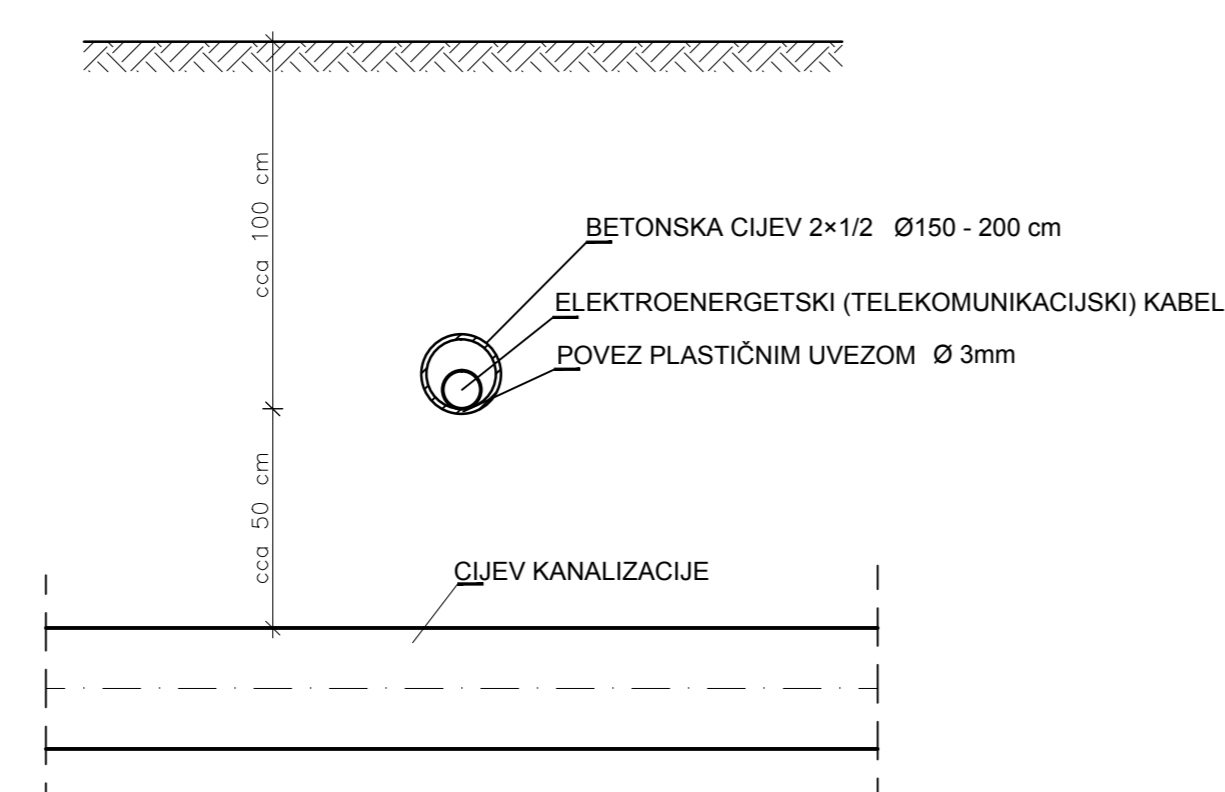 cca 100 cm
BETONSKA CIJEV 2×1/2 Ø150 - 200 cm
ELEKTROENERGETSKI (TELEKOMUNIKACIJSKI) KABEL
POVEZ PLASTIČNIM UVEZOM Ø 3mm
cca 50 cm
CIJEV KANALIZACIJE